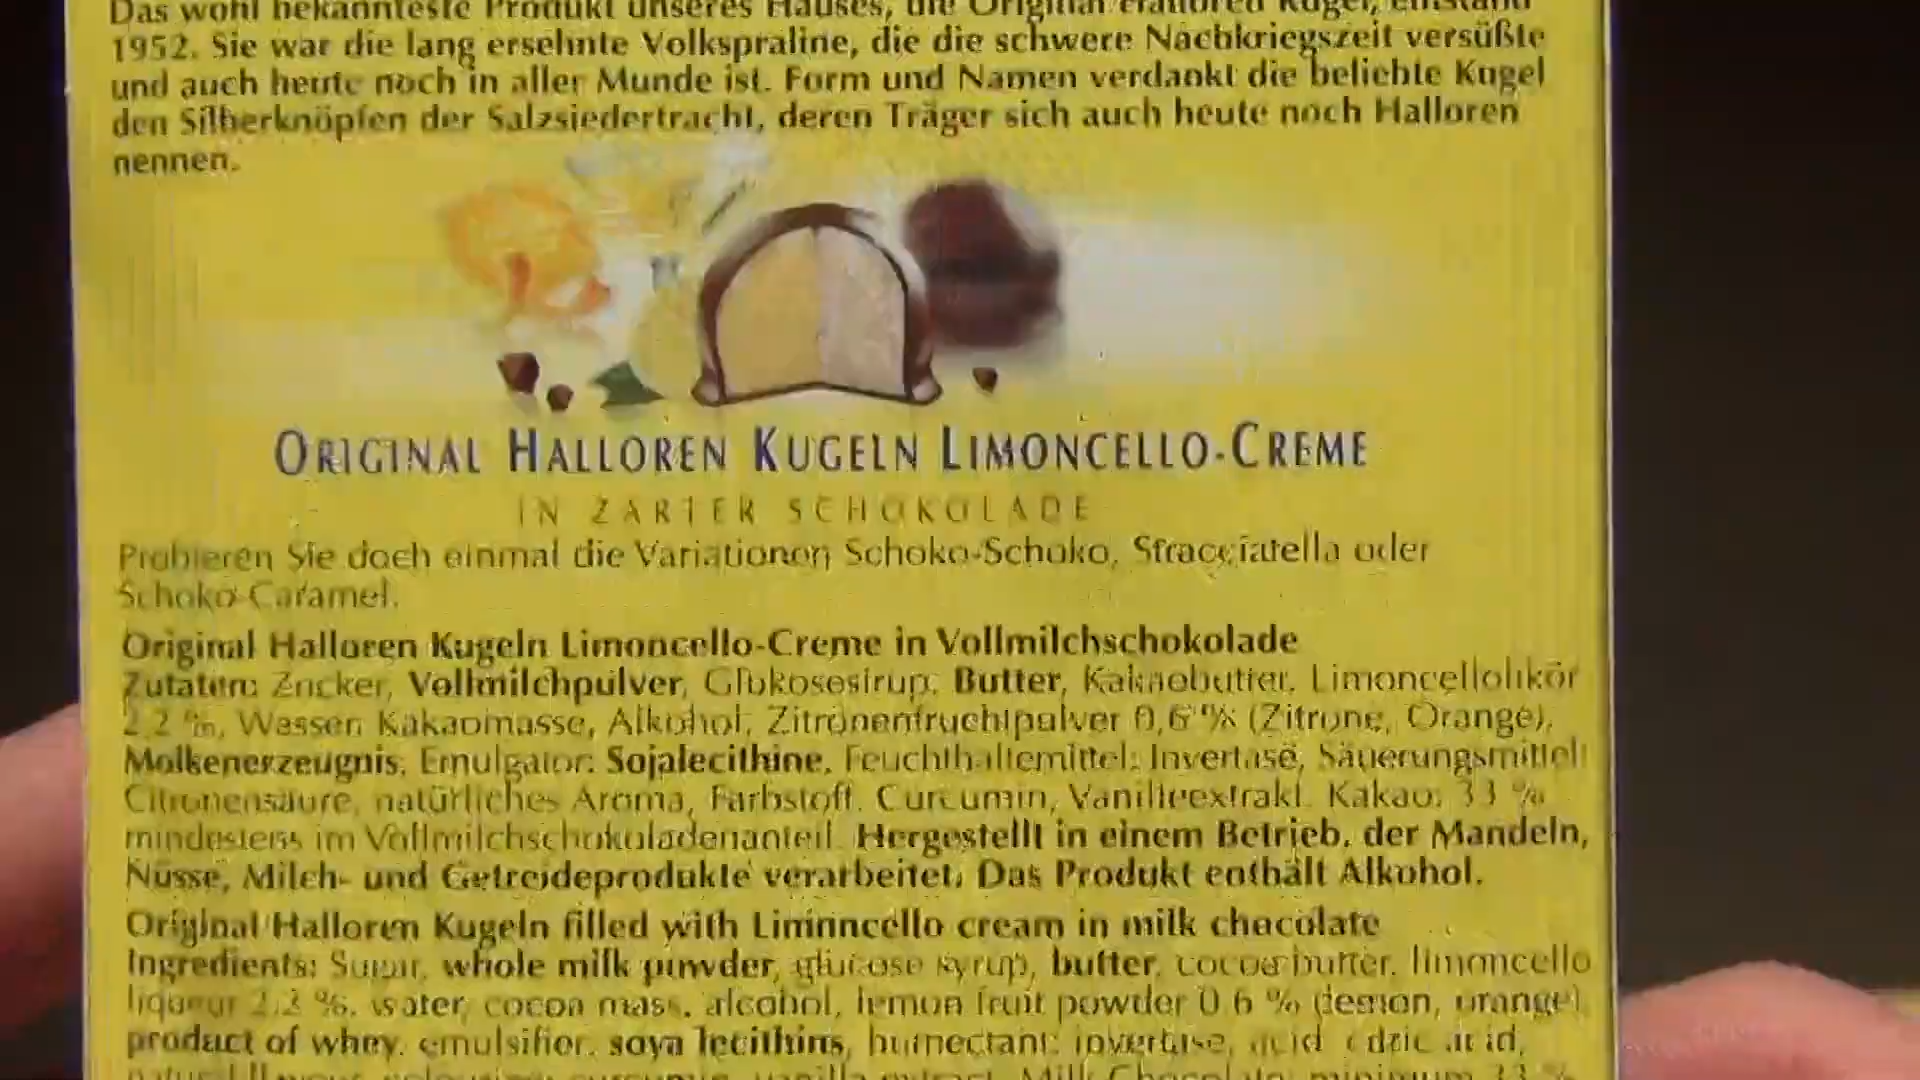 Das wohl bekannteste Produkt unseres Hauses, die Original Halloren Kugel, entstand
1952. Sie war die lang ersehnte Volkspraline, die die schwere Nachkriegszeit versüßte
und auch heute noch in aller Munde ist. Form und Namen verdankt die beliebte Kugel
den Silberknöpfen der Salzsiedertracht, deren Träger sich auch heute noch Halloren
nennen.
ORIGINAL HALLOREN KUGELN LIMONCELLO-CREME
IN ZARTER SCHOKOLADE
Probieren Sie doch einmal die Variationen Schoko-Schoko, Stracciatella oder
Schoko-Caramel.
Original Halloren Kugeln Limoncello-Creme in Vollmilchschokolade
Zutaten: Zucker, Vollmilchpulver, Glukosesirup, Butter, Kakaobutter, Limoncellolikör
2,2 %, Wasser, Kakaomasse, Alkohol, Zitronenfruchtpulver 0,6 % (Zitrone, Orange),
Molkenerzeugnis, Emulgator: Sojalecithine, Feuchthaltemittel: Invertase, Säuerungsmittel:
Citronensäure, natürliches Aroma, Farbstoff: Curcumin, Vanilleextrakt. Kakao: 33 %
mindestens im Vollmilchschokoladenanteil. Hergestellt in einem Betrieb, der Mandeln,
Nüsse, Milch- und Getreideprodukte verarbeitet. Das Produkt enthält Alkohol.
Original Halloren Kugeln filled with Limoncello cream in milk chocolate
Ingredients: Sugar, whole milk powder, glucose syrup, butter, cocoa butter, limoncello
liqueur 2,2 %, water, cocoa mass, alcohol, lemon fruit powder 0,6 % (lemon, orange),
product of whey, emulsifier: soya lecithins, humectant: invertase, acid: citric acid,